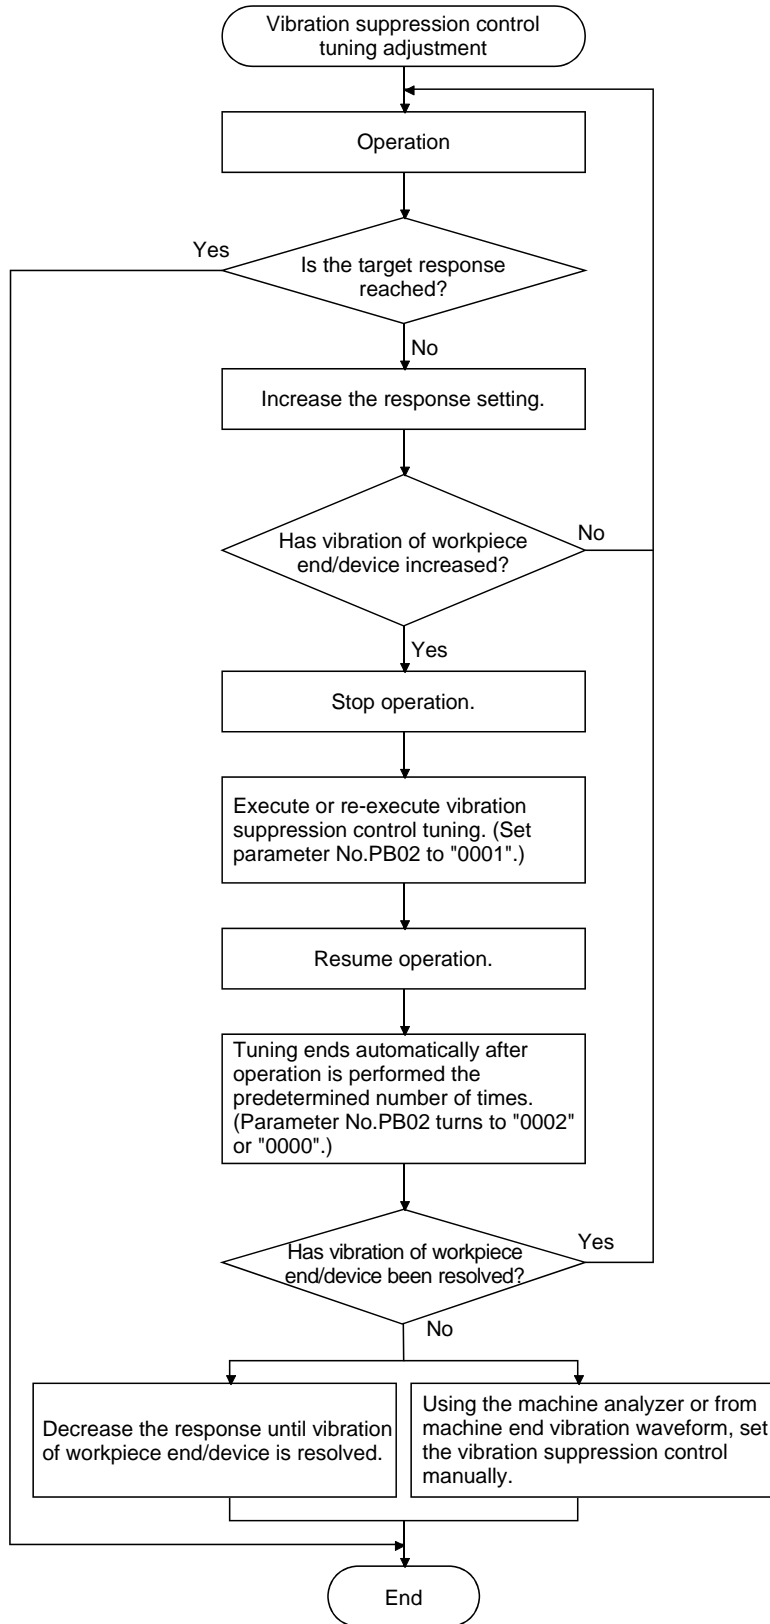 Vibration suppression control
tuning adjustment
Operation
Yes
Is the target response
reached?
No
Increase the response setting.
Has vibration of workpiece
end/device increased?
No
Yes
Stop operation.
Execute or re-execute vibration
suppression control tuning. (Set
parameter No.PB02 to "0001".)
Resume operation.
Tuning ends automatically after
operation is performed the
predetermined number of times.
(Parameter No.PB02 turns to "0002"
or "0000".)
Has vibration of workpiece
end/device been resolved?
Yes
No
Decrease the response until vibration
of workpiece end/device is resolved.
Using the machine analyzer or from
machine end vibration waveform, set
the vibration suppression control
manually.
End